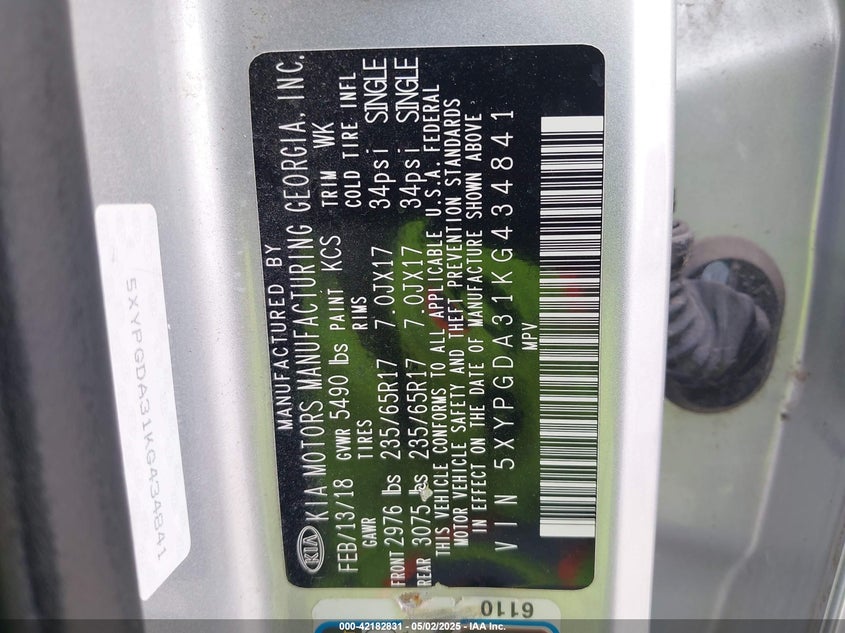 MANUFACTURED BY
KIA KIA MOTORS MANUFACTURING GEORGIA, INC.
FEB/13/18 GVWR 5490 lbs PAINT KCS TRIM WK
GAWR TIRES RIMS COLD TIRE INFL
FRONT 2976 lbs 235/65R17 7.0JX17 34psi SINGLE
REAR 3075 lbs 235/65R17 7.0JX17 34psi SINGLE
THIS VEHICLE CONFORMS TO ALL APPLICABLE U.S.A. FEDERAL
MOTOR VEHICLE SAFETY AND THEFT PREVENTION STANDARDS
IN EFFECT ON THE DATE OF MANUFACTURE SHOWN ABOVE
VIN 5XYPGDA31KG434841
MPV
5XYPGDA31KG434841
6110
000-42182831 - 05/02/2025 - IAA Inc.